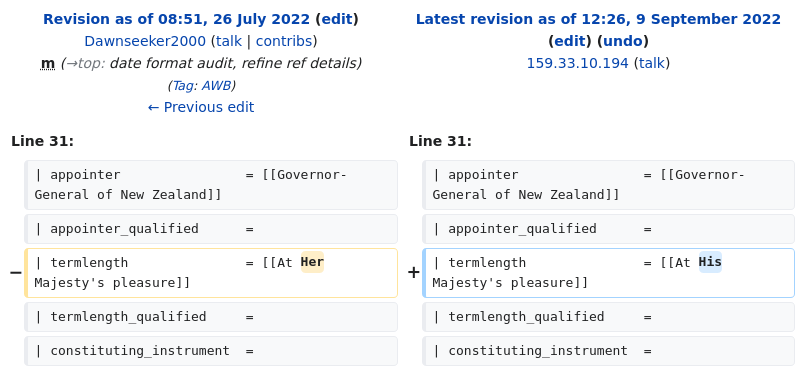 Revision as of 08:51, 26 July 2022 (edit)
Dawnseeker2000 (talk | contribs)
m (→top: date format audit, refine ref details)
(Tag: AWB)
← Previous edit
Latest revision as of 12:26, 9 September 2022
(edit) (undo)
159.33.10.194 (talk)
Line 31:
Line 31:
| appointer = [[Governor-
General of New Zealand]]
| appointer = [[Governor-
General of New Zealand]]
| appointer_qualified =
| appointer_qualified =
− | termlength = [[At Her
Majesty's pleasure]]
+ | termlength = [[At His
Majesty's pleasure]]
| termlength_qualified =
| termlength_qualified =
| constituting_instrument =
| constituting_instrument =